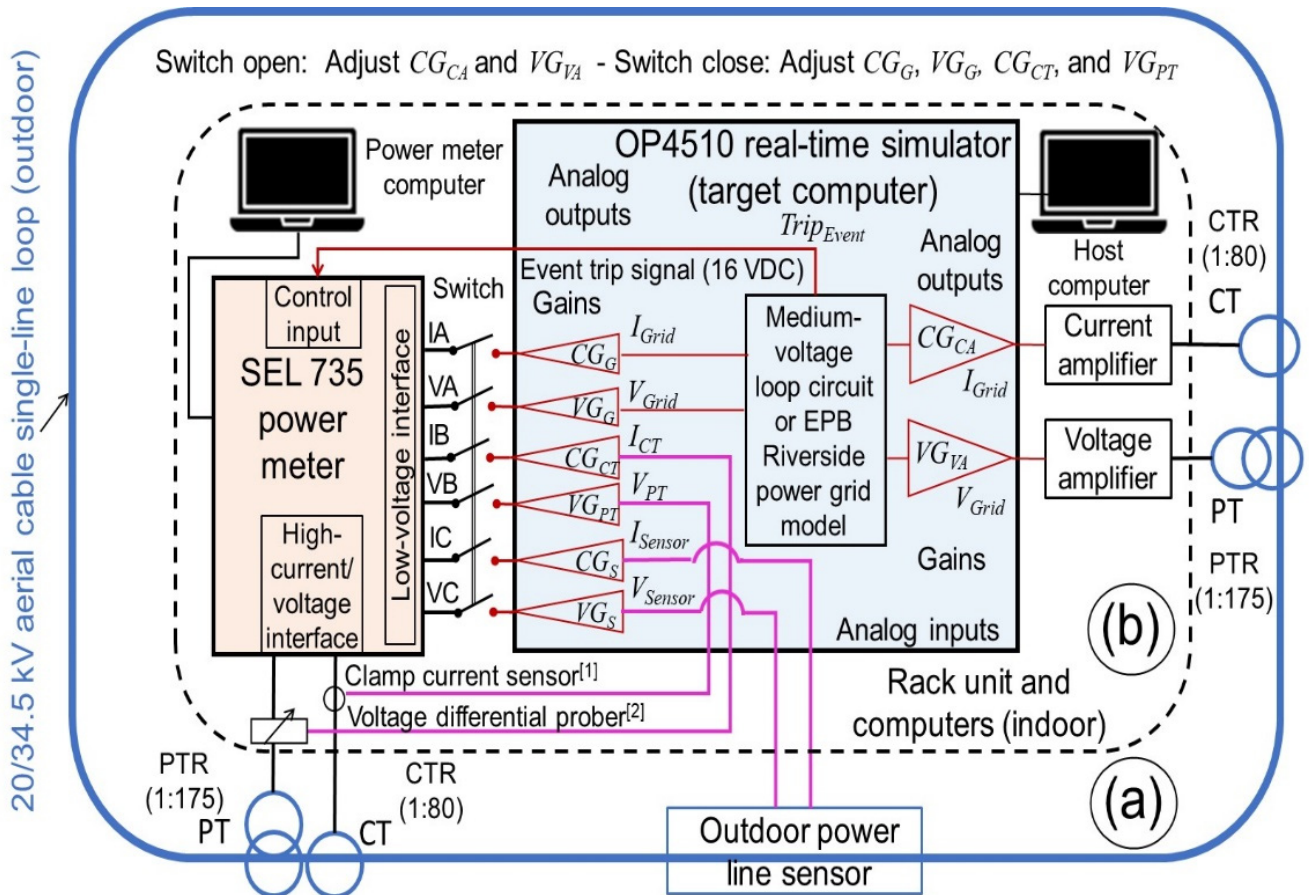 20/34.5 kV aerial cable single-line loop (outdoor)
Switch open: Adjust CG_CA and VG_VA - Switch close: Adjust CG_G, VG_G, CG_CT, and VG_PT
Power meter
computer
OP4510 real-time simulator
(target computer)
Analog
outputs
Trip_Event
Analog
outputs
Host
computer
CTR
(1:80)
CT
Event trip signal (16 VDC)
Control
input
SEL 735
power
meter
Low-voltage interface
High-
current/
voltage
interface
Switch
IA
VA
IB
VB
IC
VC
Gains
CG_G
VG_G
CG_CT
VG_PT
CG_S
VG_S
I_Grid
V_Grid
I_CT
V_PT
I_Sensor
V_Sensor
Medium-
voltage
loop circuit
or EPB
Riverside
power grid
model
CG_CA
I_Grid
VG_VA
V_Grid
Gains
Analog inputs
Current
amplifier
Voltage
amplifier
PT
PTR
(1:175)
(b)
Clamp current sensor[1]
Voltage differential prober[2]
Rack unit and
computers (indoor)
PTR
(1:175)
PT
CTR
(1:80)
CT
(a)
Outdoor power
line sensor